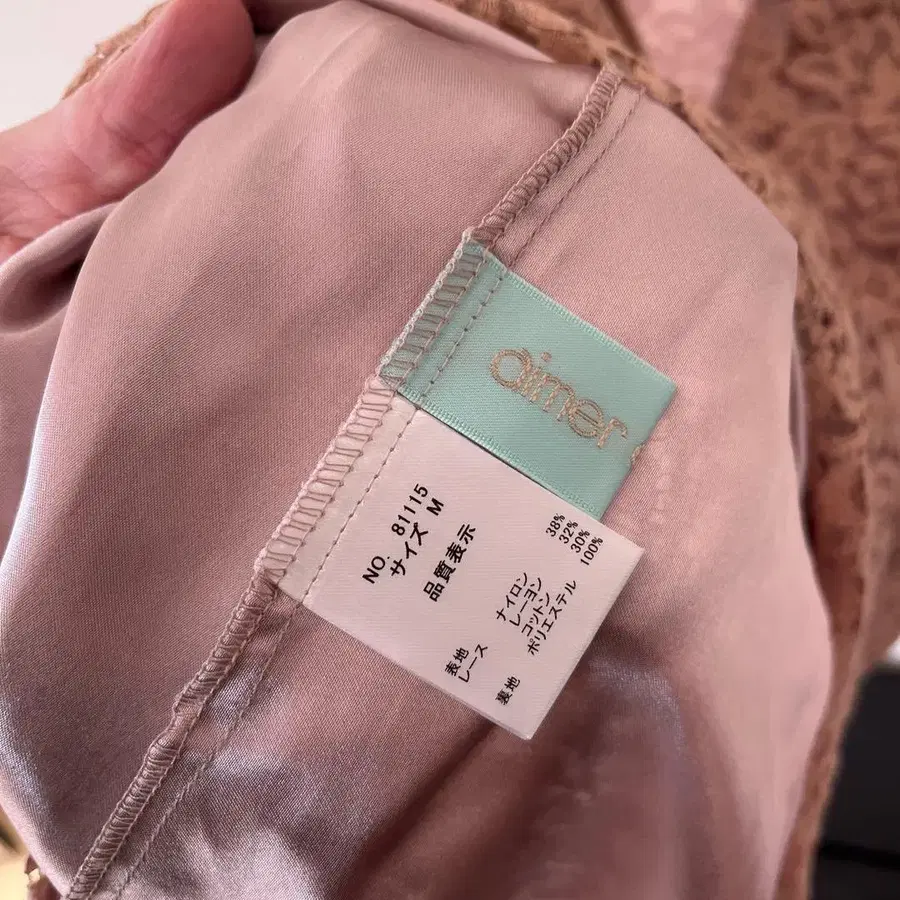 aimer
NO. 81115
サイズ M
品質表示
表地
レース ナイロン 38%
レーヨン 32%
コットン 30%
裏地 ポリエステル 100%